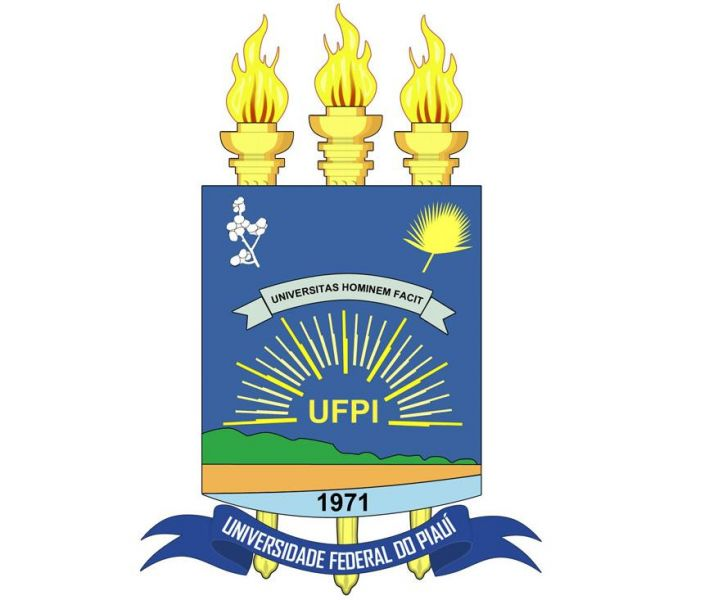 UNIVERSITAS HOMINEM FACIT
UFPI
1971
UNIVERSIDADE FEDERAL DO PIAUÍ